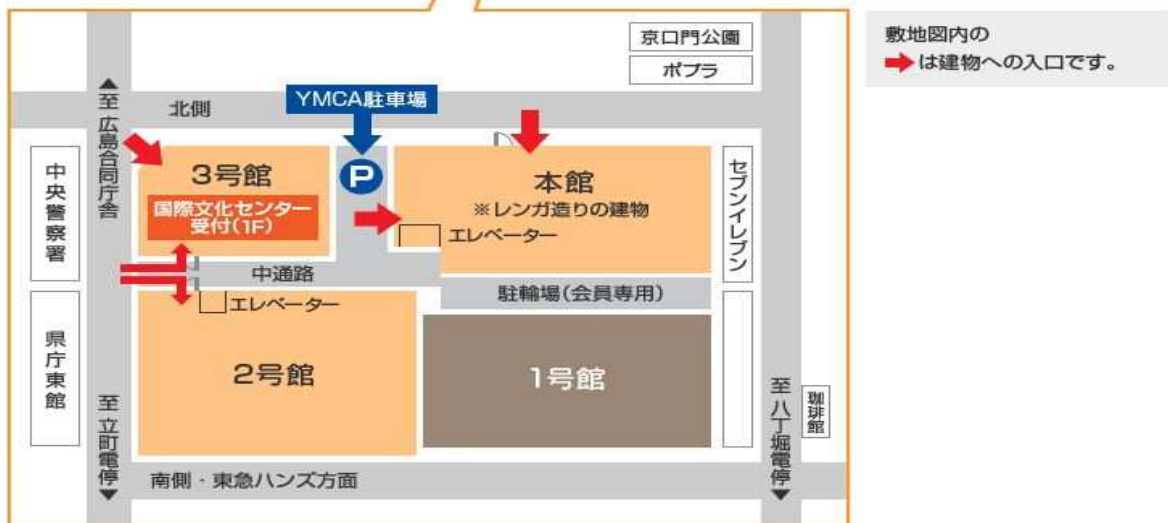 京口門公園
ポプラ
敷地図内の
➡は建物への入口です。
▲至 広島合同庁舎
北側
YMCA駐車場
P
3号館
国際文化センター
受付(1F)
本館
※レンガ造りの建物
エレベーター
セブンイレブン
中央警察署
中通路
駐輪場(会員専用)
エレベーター
2号館
1号館
県庁東館
至 立町電停▼
至 八丁堀電停▼
珈琲館
南側・東急ハンズ方面